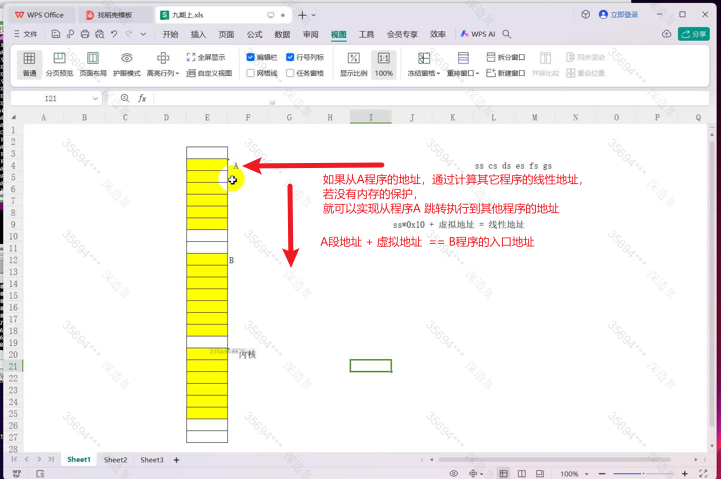 WPS Office
找稻壳模板
九期上.xls
立即登录
文件
开始 插入 页面 公式 数据 审阅 视图 工具 会员专享 效率 WPS AI
分享
全屏显示 编辑栏 行号列标 拆分窗口 同步滚动
普通 分页预览 页面布局 护眼模式 高亮行列 自定义视图 网格线 任务窗格 显示比例 100% 冻结窗格 重排窗口 新建窗口 并排比较 重设位置
I21
fx
A B C D E F G H I J K L M N O P Q
1
2
3
4
5
6
7
8
9
10
11
12
13
14
15
16
17
18
19
20
21
22
23
24
25
26
27
28
A
ss cs ds es fs gs
如果从A程序的地址，通过计算其它程序的线性地址，
若没有内存的保护，
就可以实现从程序A 跳转执行到其他程序的地址
ss*0x10 + 虚拟地址 = 线性地址
A段地址 + 虚拟地址 == B程序的入口地址
B
内核
35694*** 深造友
Sheet1 Sheet2 Sheet3
100%